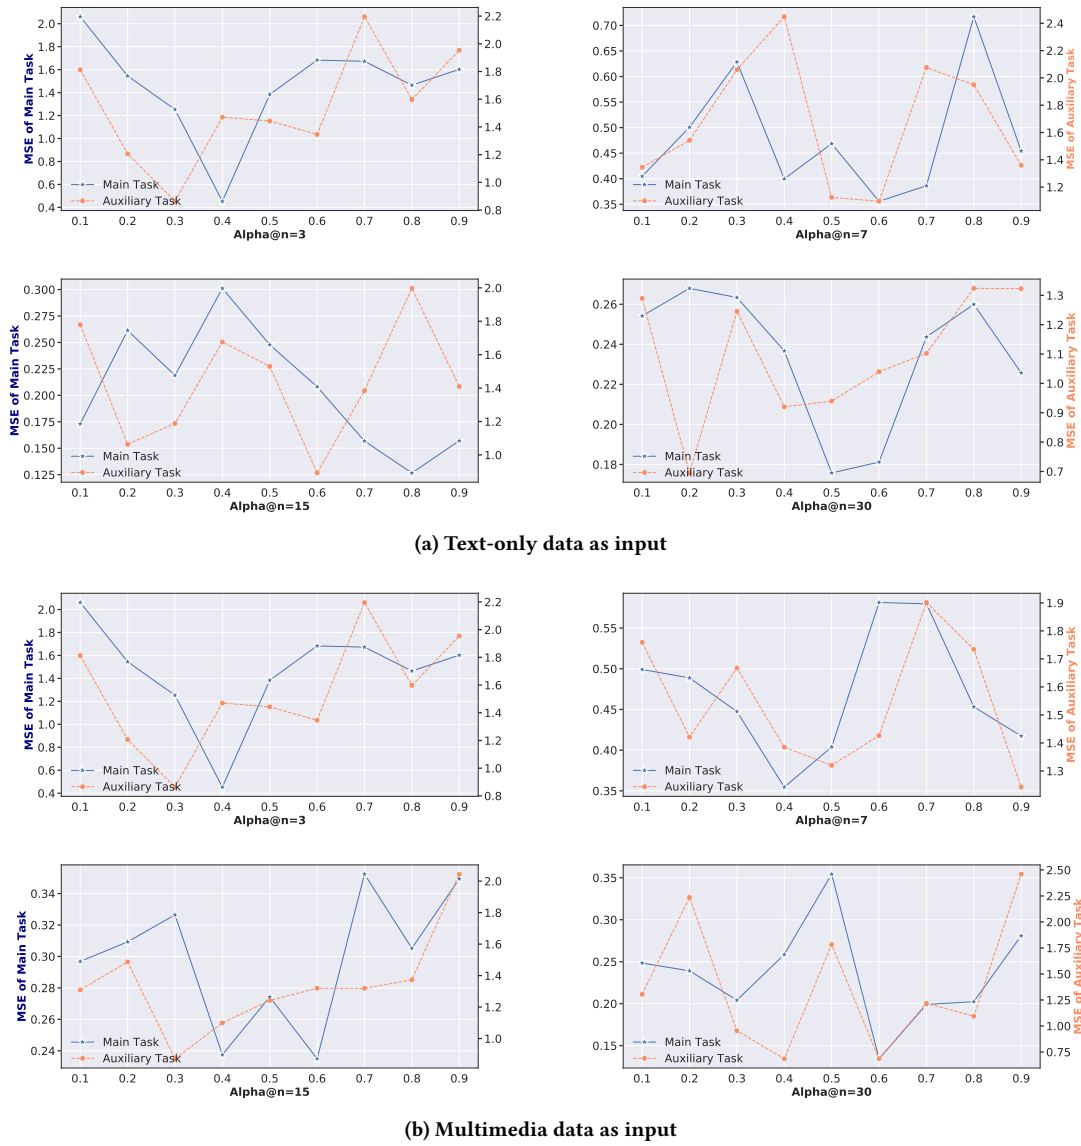 2.0
1.8
1.6
1.4
1.2
1.0
0.8
0.6
0.4
MSE of Main Task
2.2
2.0
1.8
1.6
1.4
1.2
1.0
0.8
Main Task
Auxiliary Task
0.1 0.2 0.3 0.4 0.5 0.6 0.7 0.8 0.9
Alpha@n=3
0.70
0.65
0.60
0.55
0.50
0.45
0.40
0.35
2.4
2.2
2.0
1.8
1.6
1.4
1.2
MSE of Auxiliary Task
Main Task
Auxiliary Task
0.1 0.2 0.3 0.4 0.5 0.6 0.7 0.8 0.9
Alpha@n=7
0.300
0.275
0.250
0.225
0.200
0.175
0.150
0.125
MSE of Main Task
2.0
1.8
1.6
1.4
1.2
1.0
Main Task
Auxiliary Task
0.1 0.2 0.3 0.4 0.5 0.6 0.7 0.8 0.9
Alpha@n=15
0.26
0.24
0.22
0.20
0.18
1.3
1.2
1.1
1.0
0.9
0.8
0.7
MSE of Auxiliary Task
Main Task
Auxiliary Task
0.1 0.2 0.3 0.4 0.5 0.6 0.7 0.8 0.9
Alpha@n=30
(a) Text-only data as input
2.0
1.8
1.6
1.4
1.2
1.0
0.8
0.6
0.4
MSE of Main Task
2.2
2.0
1.8
1.6
1.4
1.2
1.0
0.8
Main Task
Auxiliary Task
0.1 0.2 0.3 0.4 0.5 0.6 0.7 0.8 0.9
Alpha@n=3
0.55
0.50
0.45
0.40
0.35
1.9
1.8
1.7
1.6
1.5
1.4
1.3
MSE of Auxiliary Task
Main Task
Auxiliary Task
0.1 0.2 0.3 0.4 0.5 0.6 0.7 0.8 0.9
Alpha@n=7
0.34
0.32
0.30
0.28
0.26
0.24
MSE of Main Task
2.0
1.8
1.6
1.4
1.2
1.0
Main Task
Auxiliary Task
0.1 0.2 0.3 0.4 0.5 0.6 0.7 0.8 0.9
Alpha@n=15
0.35
0.30
0.25
0.20
0.15
2.50
2.25
2.00
1.75
1.50
1.25
1.00
0.75
MSE of Auxiliary Task
Main Task
Auxiliary Task
0.1 0.2 0.3 0.4 0.5 0.6 0.7 0.8 0.9
Alpha@n=30
(b) Multimedia data as input